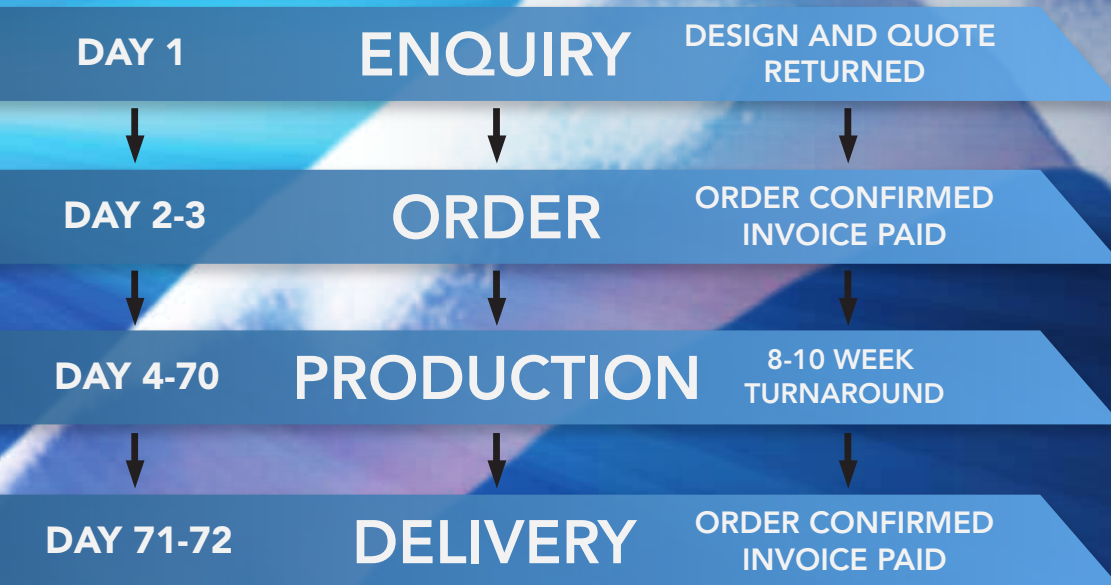 DAY 1
ENQUIRY
DESIGN AND QUOTE
RETURNED
DAY 2-3
ORDER
ORDER CONFIRMED
INVOICE PAID
DAY 4-70
PRODUCTION
8-10 WEEK
TURNAROUND
DAY 71-72
DELIVERY
ORDER CONFIRMED
INVOICE PAID